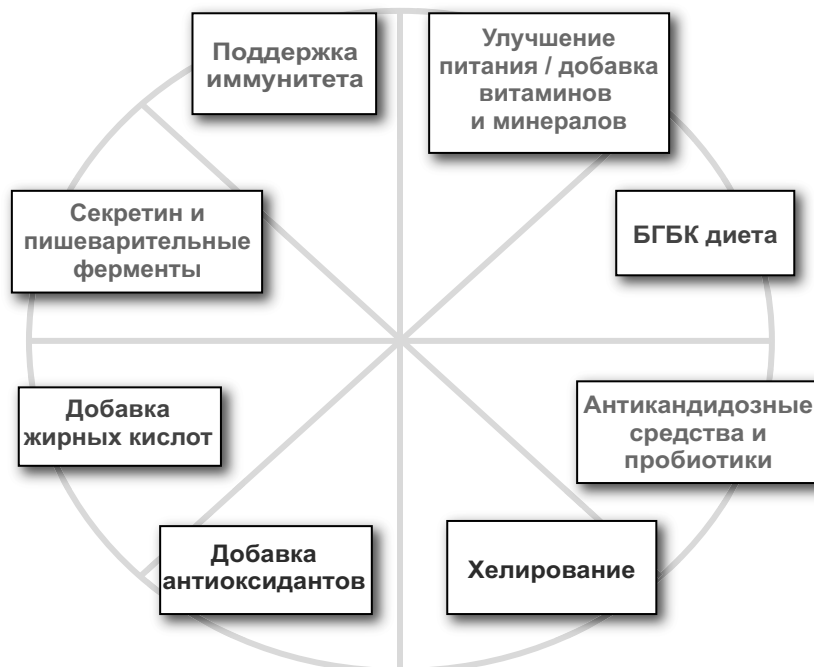 Поддержка
иммунитета
Улучшение
питания / добавка
витаминов
и минералов
Секретин и
пишеварительные
ферменты
БГБК диета
Добавка
жирных кислот
Антикандидозные
средства и
пробиотики
Добавка
антиоксидантов
Хелирование